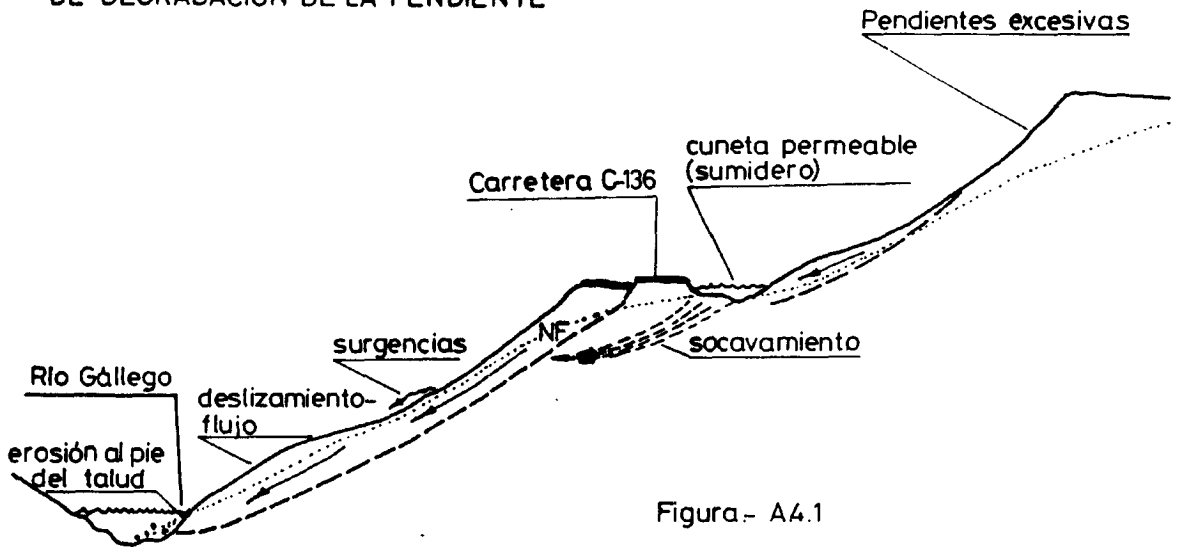 DE DEGRADACION DE LA PENDIENTE
Pendientes excesivas
cuneta permeable
(sumidero)
Carretera C-136
NF
surgencias
socavamiento
Río Gállego
deslizamiento-
flujo
erosión al pie
del talud
Figura.- A4.1